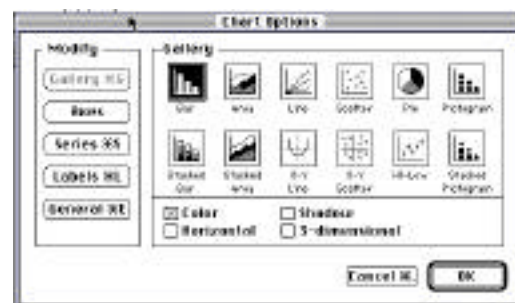 Chart Options
Modify
Gallery ⌘G
Axes
Series ⌘S
Labels ⌘L
General ⌘E
Gallery
Bar Area Line Scatter Pie Pictogram
Stacked Bar Stacked Area X-Y Line X-Y Scatter Hi-Low Stacked Pictogram
Color Shadow
Horizontal 3-dimensional
Cancel ⌘. OK